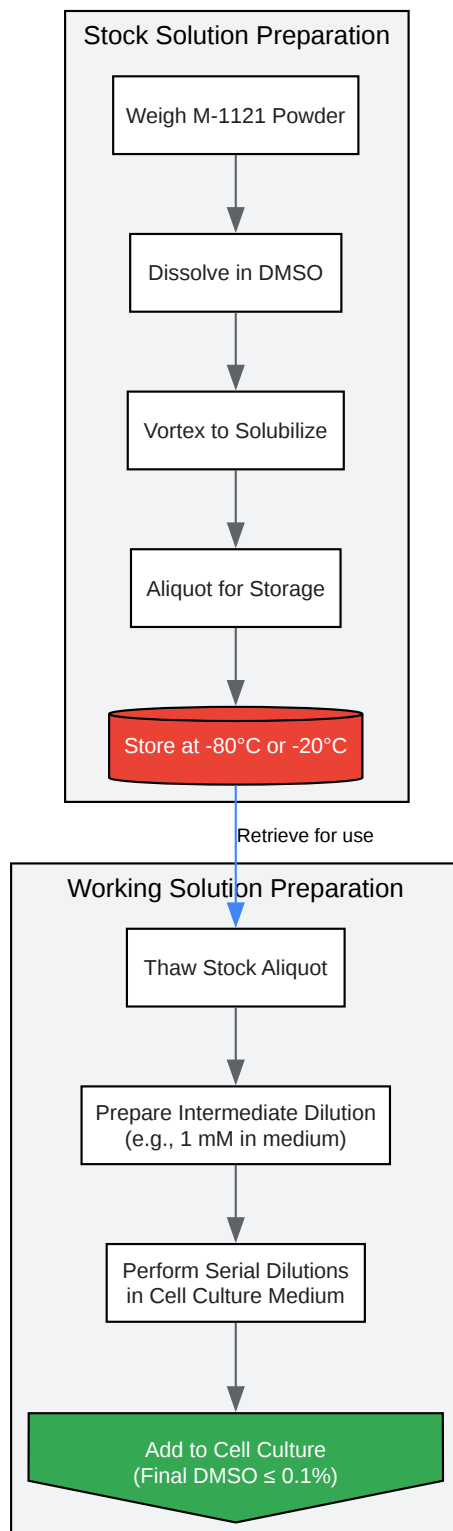 Stock Solution Preparation
Weigh M-1121 Powder
Dissolve in DMSO
Vortex to Solubilize
Aliquot for Storage
Store at -80°C or -20°C
Retrieve for use
Working Solution Preparation
Thaw Stock Aliquot
Prepare Intermediate Dilution
(e.g., 1 mM in medium)
Perform Serial Dilutions
in Cell Culture Medium
Add to Cell Culture
(Final DMSO ≤ 0.1%)